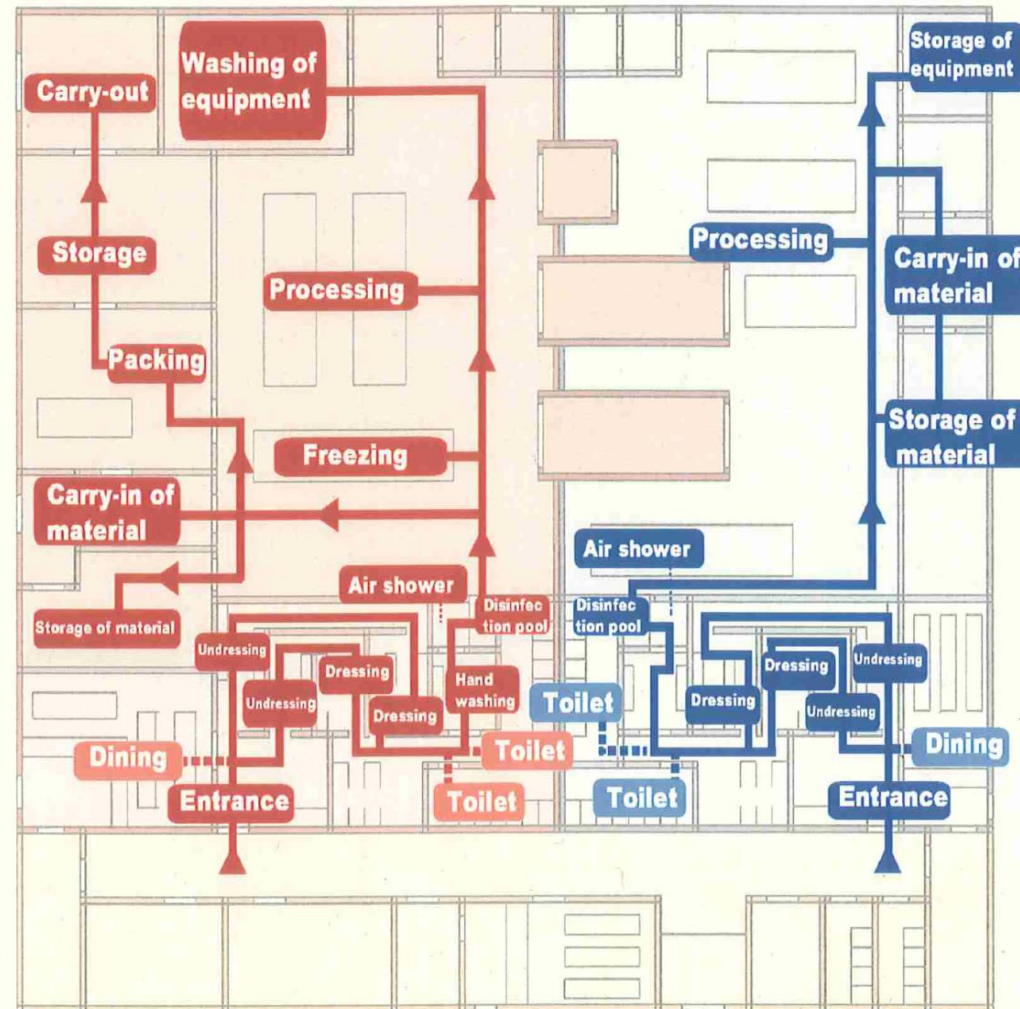 Storage of
equipment
Washing of
equipment
Carry-out
Processing
Storage
Carry-in of
material
Processing
Packing
Storage of
material
Freezing
Carry-in of
material
Air shower
Air shower
Disinfec
tion pool
Disinfec
tion pool
Storage of material
Undressing
Dressing
Hand
washing
Undressing
Dressing
Dressing
Undressing
Dressing
Undressing
Toilet
Dining
Toilet
Dining
Toilet
Toilet
Entrance
Entrance